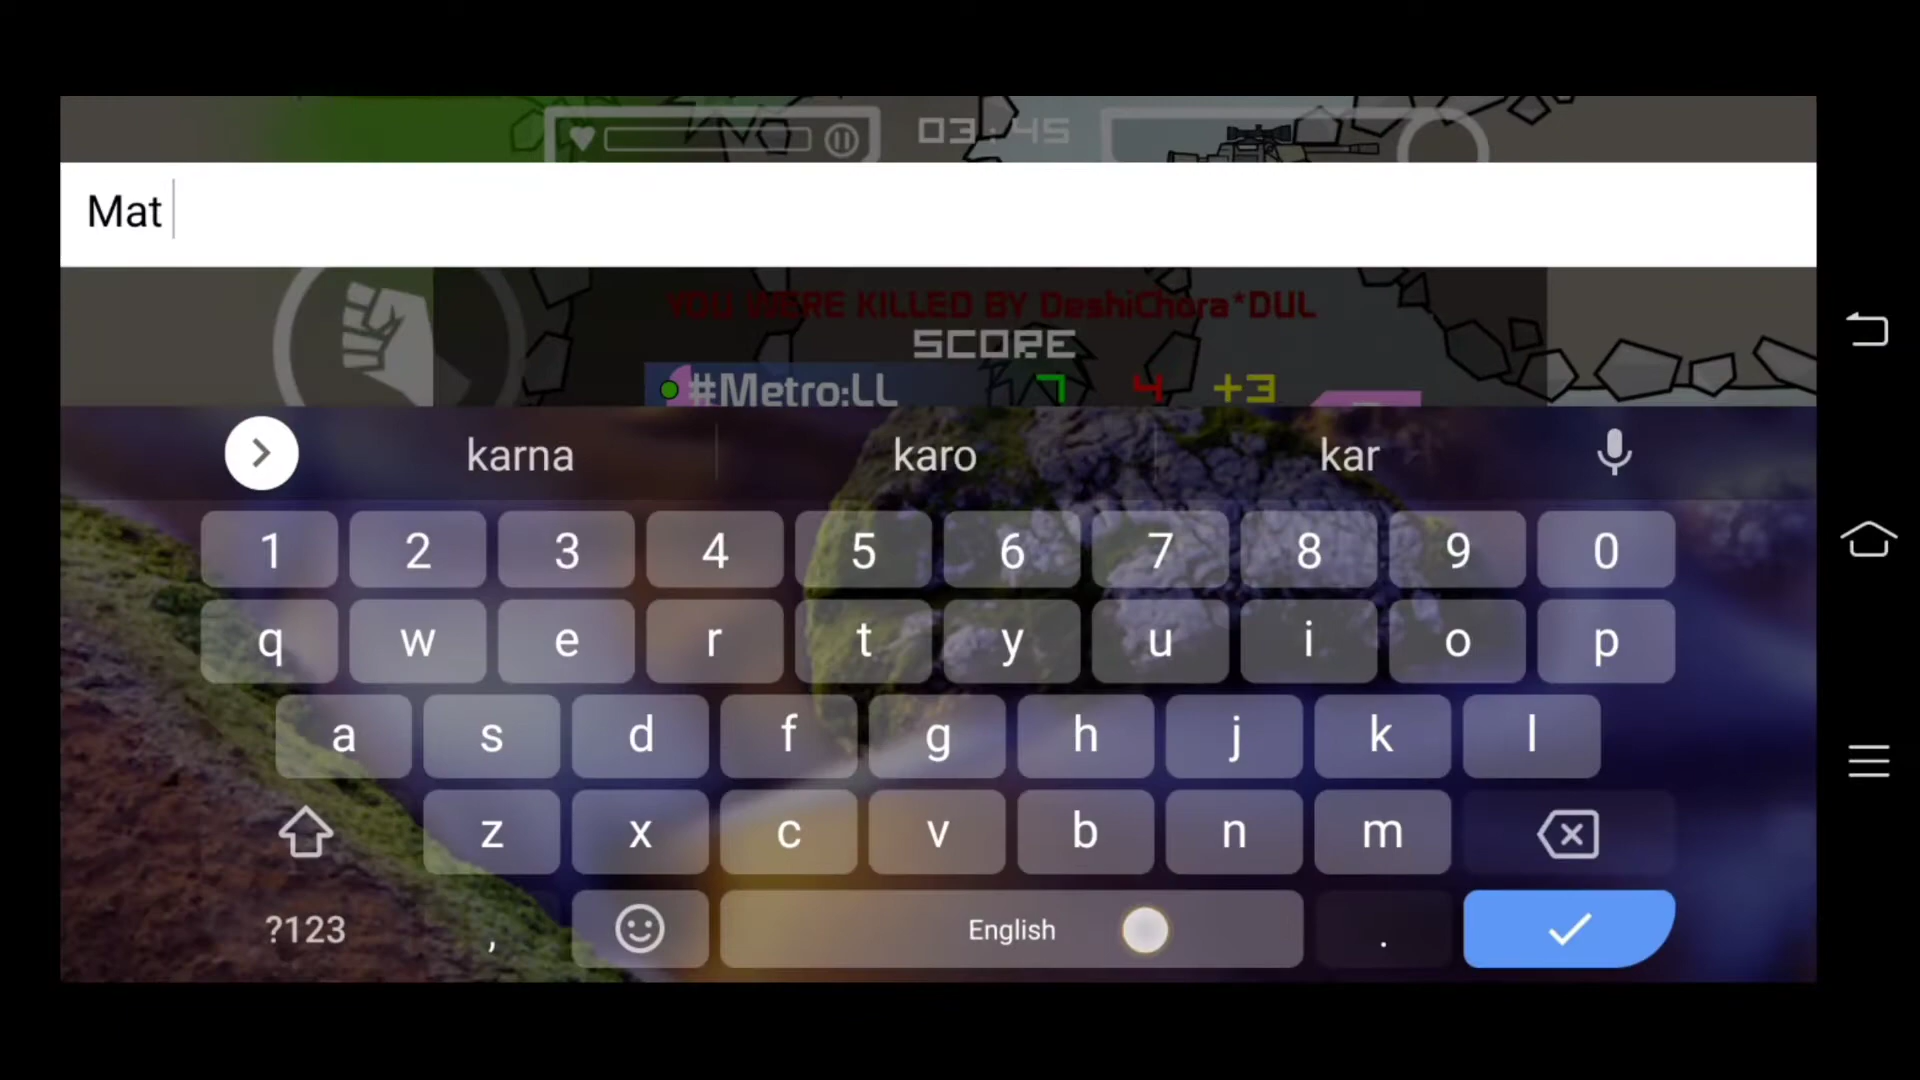 03:45
Mat
YOU WERE KILLED BY DeshiChora*DUL
SCORE
#Metro:LL 7 4 +3
karna karo kar
1 2 3 4 5 6 7 8 9 0
q w e r t y u i o p
a s d f g h j k l
z x c v b n m
?123 , English .